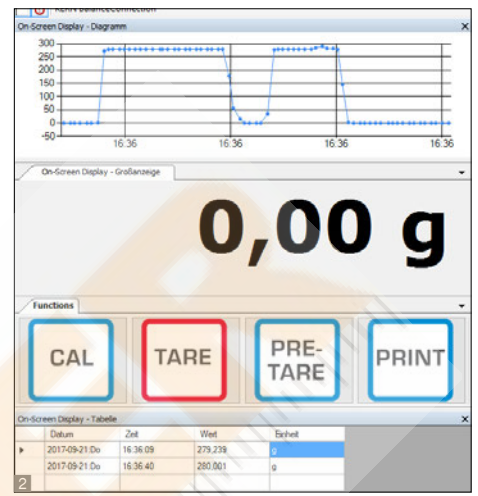 KERN BalanceConnection
On-Screen Display - Diagramm
300
250
200
150
100
50
0
-50
16:36 16:36 16:36 16:36
On-Screen Display - Großanzeige
0,00 g
Functions
CAL TARE PRE-TARE PRINT
On-Screen Display - Tabelle
Datum Zeit Wert Einheit
2017-09-21:Do 16:36:09 279,239 g
2017-09-21:Do 16:36:40 280,001 g
2